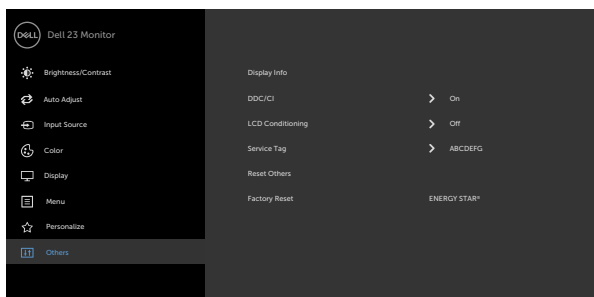 DELL Dell 23 Monitor
Brightness/Contrast
Display Info
Auto Adjust
DDC/CI On
Input Source
LCD Conditioning Off
Color
Service Tag ABCDEFG
Display
Reset Others
Menu
Factory Reset ENERGY STAR®
Personalize
Others